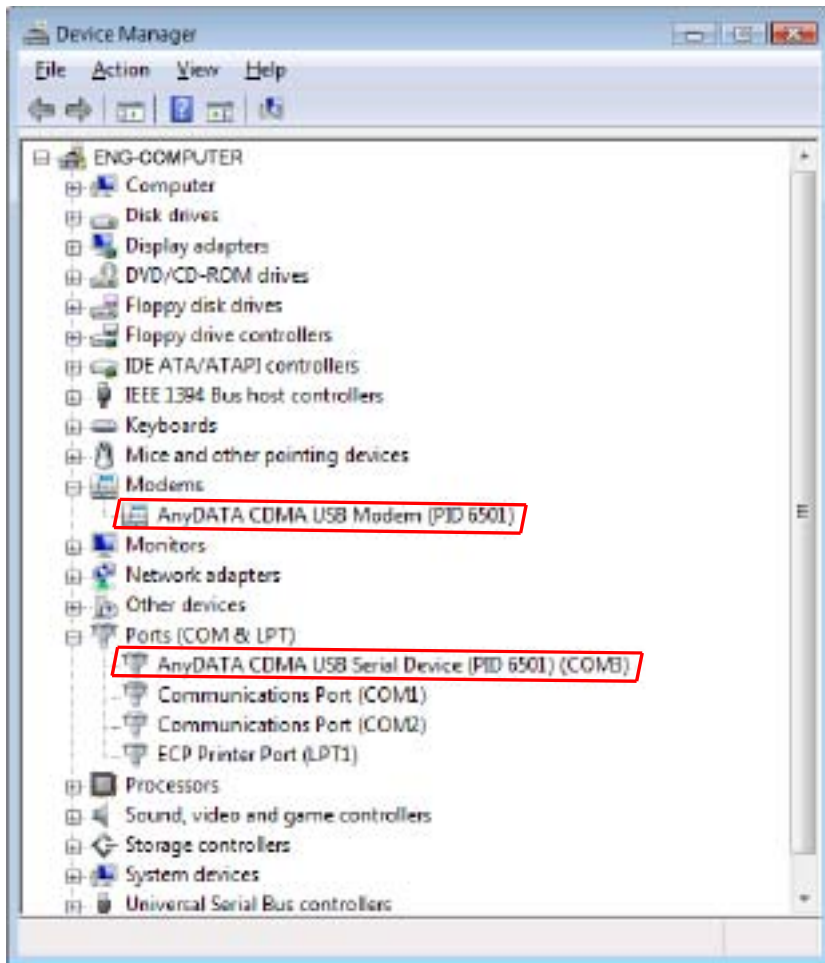 Device Manager
File Action View Help
ENG-COMPUTER
Computer
Disk drives
Display adapters
DVD/CD-ROM drives
Floppy disk drives
Floppy drive controllers
IDE ATA/ATAPI controllers
IEEE 1394 Bus host controllers
Keyboards
Mice and other pointing devices
Modems
AnyDATA CDMA USB Modem (PID 6501)
Monitors
Network adapters
Other devices
Ports (COM & LPT)
AnyDATA CDMA USB Serial Device (PID 6501) (COM3)
Communications Port (COM1)
Communications Port (COM2)
ECP Printer Port (LPT1)
Processors
Sound, video and game controllers
Storage controllers
System devices
Universal Serial Bus controllers